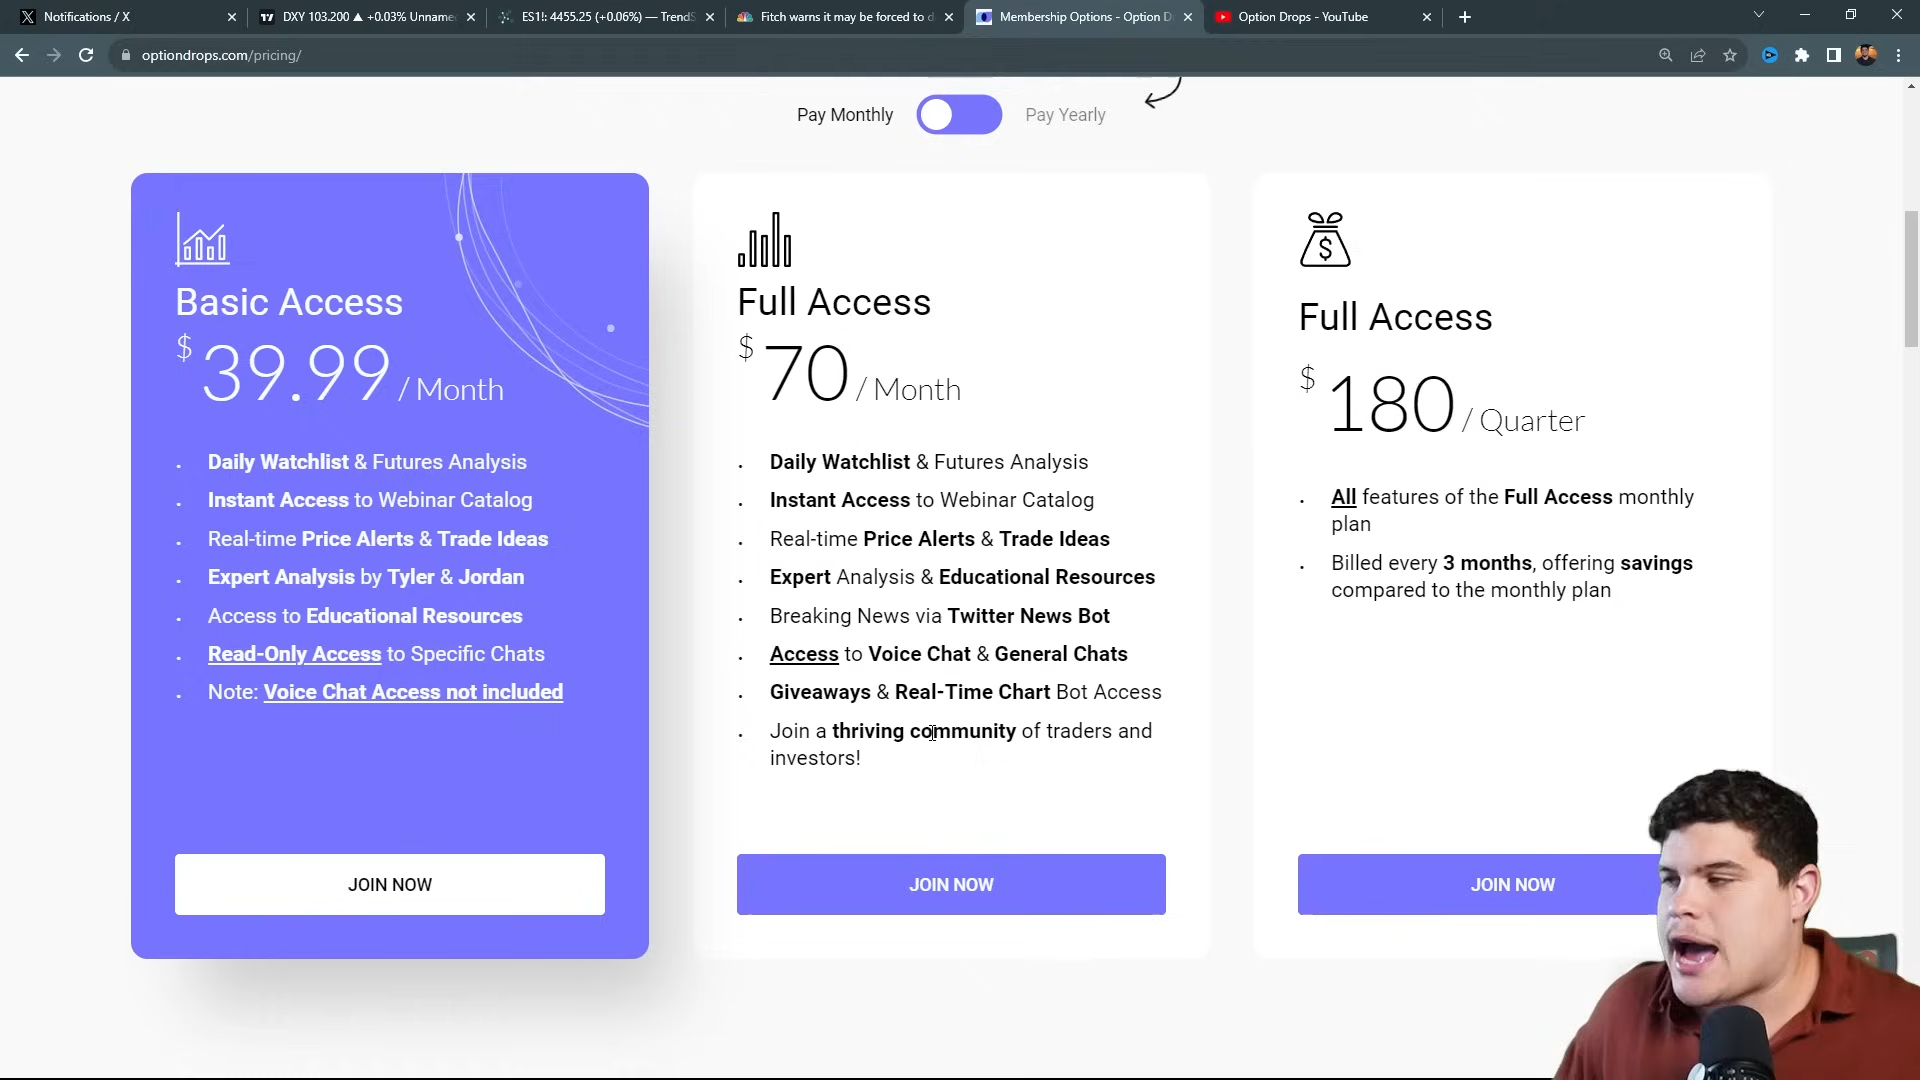 Notifications / X
DXY 103.200 ▲ +0.03% Unname
ES1!: 4455.25 (+0.06%) — TrendS
Fitch warns it may be forced to d
Membership Options - Option D
Option Drops - YouTube
optiondrops.com/pricing/
Pay Monthly
Pay Yearly
Basic Access
$ 39.99 / Month
Daily Watchlist & Futures Analysis
Instant Access to Webinar Catalog
Real-time Price Alerts & Trade Ideas
Expert Analysis by Tyler & Jordan
Access to Educational Resources
Read-Only Access to Specific Chats
Note: Voice Chat Access not included
JOIN NOW
Full Access
$ 70 / Month
Daily Watchlist & Futures Analysis
Instant Access to Webinar Catalog
Real-time Price Alerts & Trade Ideas
Expert Analysis & Educational Resources
Breaking News via Twitter News Bot
Access to Voice Chat & General Chats
Giveaways & Real-Time Chart Bot Access
Join a thriving community of traders and
investors!
JOIN NOW
$
Full Access
$ 180 / Quarter
All features of the Full Access monthly
plan
Billed every 3 months, offering savings
compared to the monthly plan
JOIN NOW